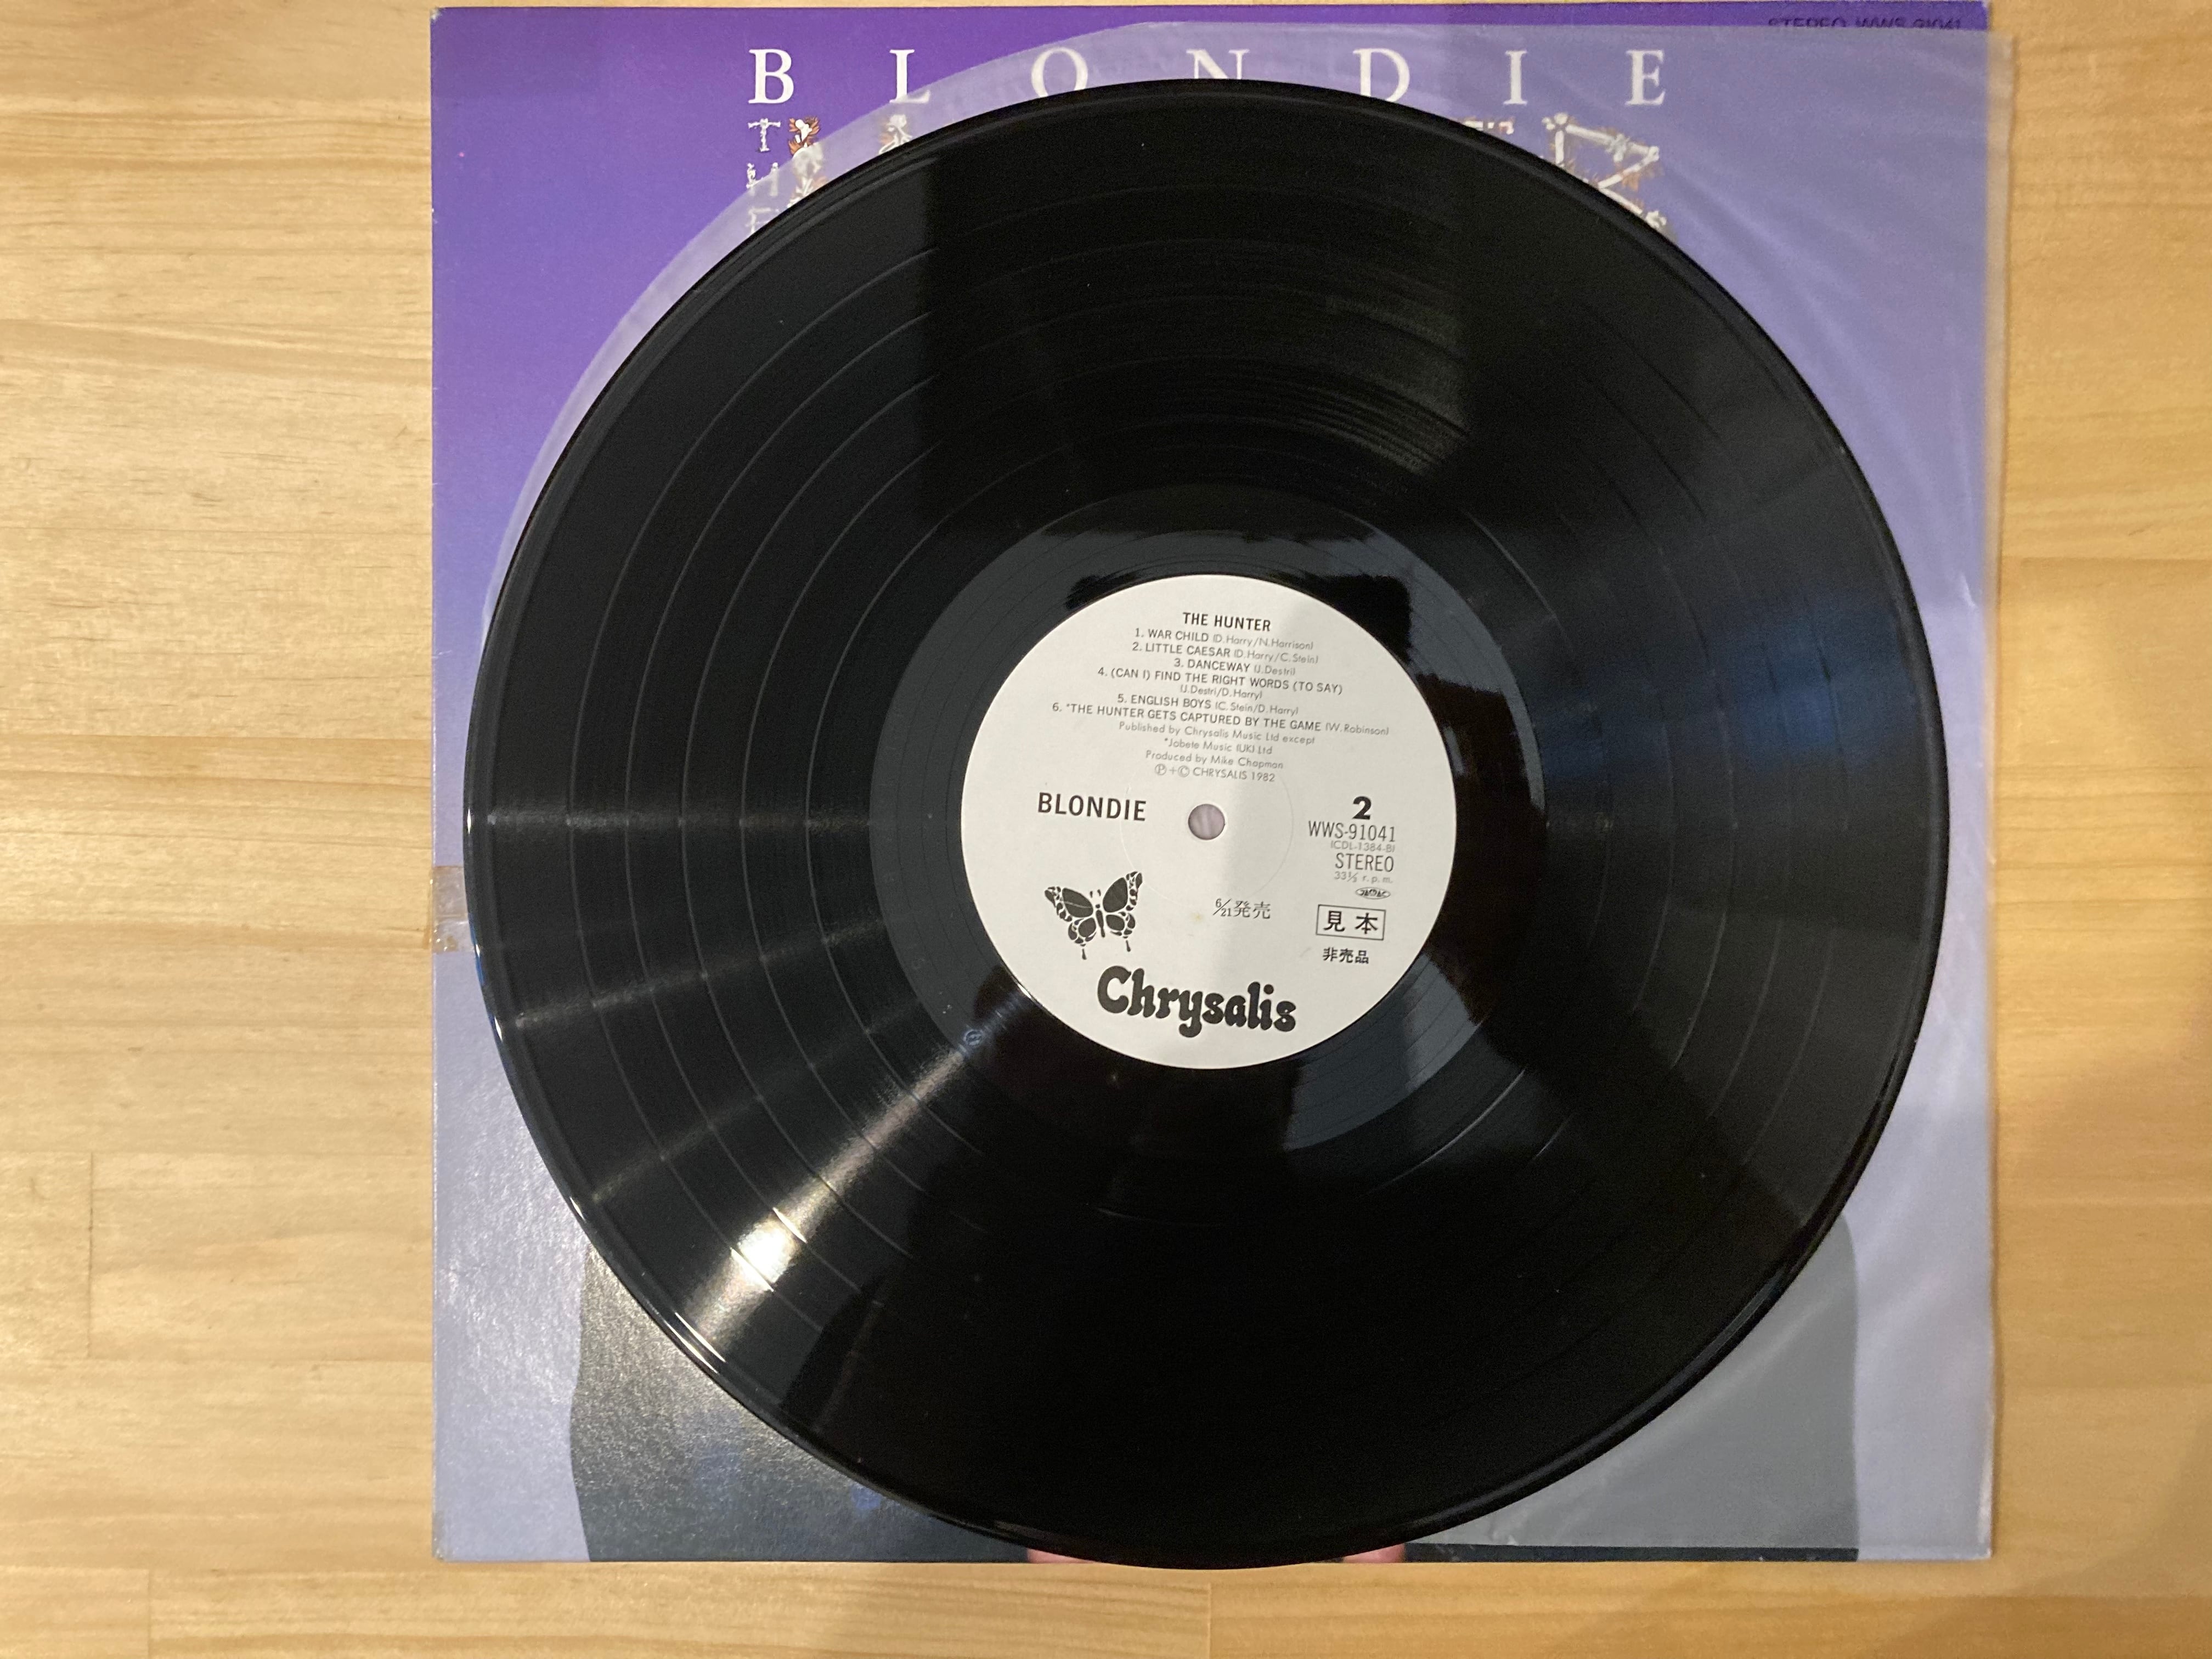 STEREO WWS-91041
BLONDIE
THE
THE HUNTER
1. WAR CHILD (D.Harry/N.Harrison)
2. LITTLE CAESAR (D.Harry/C.Stein)
3. DANCEWAY (J.Destri)
4. (CAN I) FIND THE RIGHT WORDS (TO SAY)
(J.Destri/D.Harry)
5. ENGLISH BOYS (C.Stein/D.Harry)
6. *THE HUNTER GETS CAPTURED BY THE GAME (W.Robinson)
Published by Chrysalis Music Ltd except
*Jobete Music (UK) Ltd
Produced by Mike Chapman
Ⓟ+Ⓒ CHRYSALIS 1982
BLONDIE
2
WWS-91041
(CDL-1384-B)
STEREO
33⅓ r.p.m.
6/21発売
見本
非売品
Chrysalis